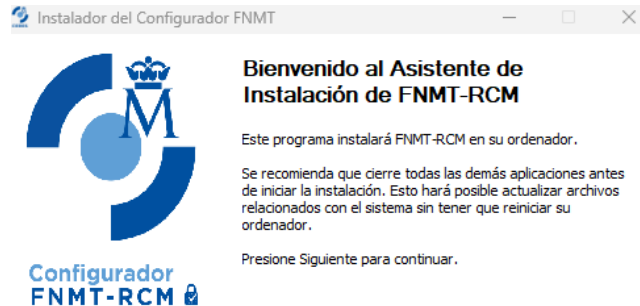 Instalador del Configurador FNMT
Bienvenido al Asistente de
Instalación de FNMT-RCM
Este programa instalará FNMT-RCM en su ordenador.
Se recomienda que cierre todas las demás aplicaciones antes
de iniciar la instalación. Esto hará posible actualizar archivos
relacionados con el sistema sin tener que reiniciar su
ordenador.
Presione Siguiente para continuar.
M
Configurador
FNMT-RCM